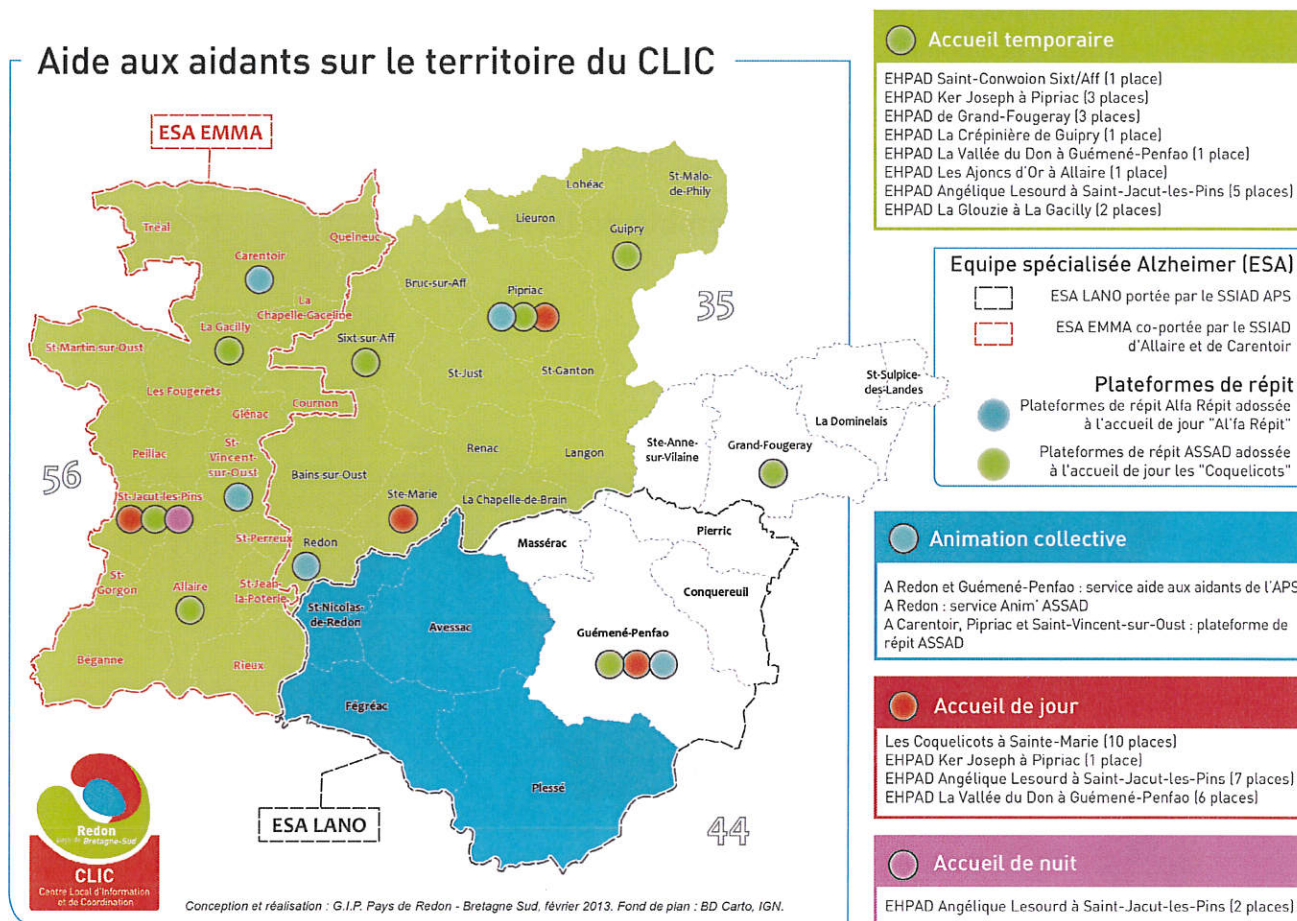 Aide aux aidants sur le territoire du CLIC
ESA EMMA
Tréal
Quelneuc
Carentoir
La
Chapelle-Gaceline
La Gacilly
St-Martin-sur-Oust
Les Fougerêts
Glénac
Cournon
Peillac
St-
Vincent-
sur-Oust
56
St-Jacut-les-Pins
St-Perreux
St-
Gorgon
Allaire
St-Jean-
la-Poterie
Béganne
Rieux
Lohéac
St-Malo-
de-Phily
Lieuron
Guipry
Bruc-sur-Aff
Pipriac
35
Sixt-sur-Aff
St-Just
St-Ganton
Renac
Langon
Bains-sur-Oust
Ste-Marie
La Chapelle-de-Brain
Redon
St-Sulpice-
des-Landes
La Dominelais
Ste-Anne-
sur-Vilaine
Grand-Fougeray
Massérac
Pierric
Conquereuil
Guémené-Penfao
St-Nicolas-
de-Redon
Avessac
Fégréac
Plessé
ESA LANO
44
Redon
pays de Bretagne-Sud
CLIC
Centre Local d'Information
et de Coordination
Conception et réalisation : G.I.P. Pays de Redon - Bretagne Sud, février 2013. Fond de plan : BD Carto, IGN.
Accueil temporaire
EHPAD Saint-Conwoion Sixt/Aff (1 place)
EHPAD Ker Joseph à Pipriac (3 places)
EHPAD de Grand-Fougeray (3 places)
EHPAD La Crépinière de Guipry (1 place)
EHPAD La Vallée du Don à Guémené-Penfao (1 place)
EHPAD Les Ajoncs d'Or à Allaire (1 place)
EHPAD Angélique Lesourd à Saint-Jacut-les-Pins (5 places)
EHPAD La Glouzie à La Gacilly (2 places)
Equipe spécialisée Alzheimer (ESA)
ESA LANO portée par le SSIAD APS
ESA EMMA co-portée par le SSIAD
d'Allaire et de Carentoir
Plateformes de répit
Plateformes de répit Alfa Répit adossée
à l'accueil de jour "Al'fa Répit"
Plateformes de répit ASSAD adossée
à l'accueil de jour les "Coquelicots"
Animation collective
A Redon et Guémené-Penfao : service aide aux aidants de l'APS
A Redon : service Anim' ASSAD
A Carentoir, Pipriac et Saint-Vincent-sur-Oust : plateforme de
répit ASSAD
Accueil de jour
Les Coquelicots à Sainte-Marie (10 places)
EHPAD Ker Joseph à Pipriac (1 place)
EHPAD Angélique Lesourd à Saint-Jacut-les-Pins (7 places)
EHPAD La Vallée du Don à Guémené-Penfao (6 places)
Accueil de nuit
EHPAD Angélique Lesourd à Saint-Jacut-les-Pins (2 places)